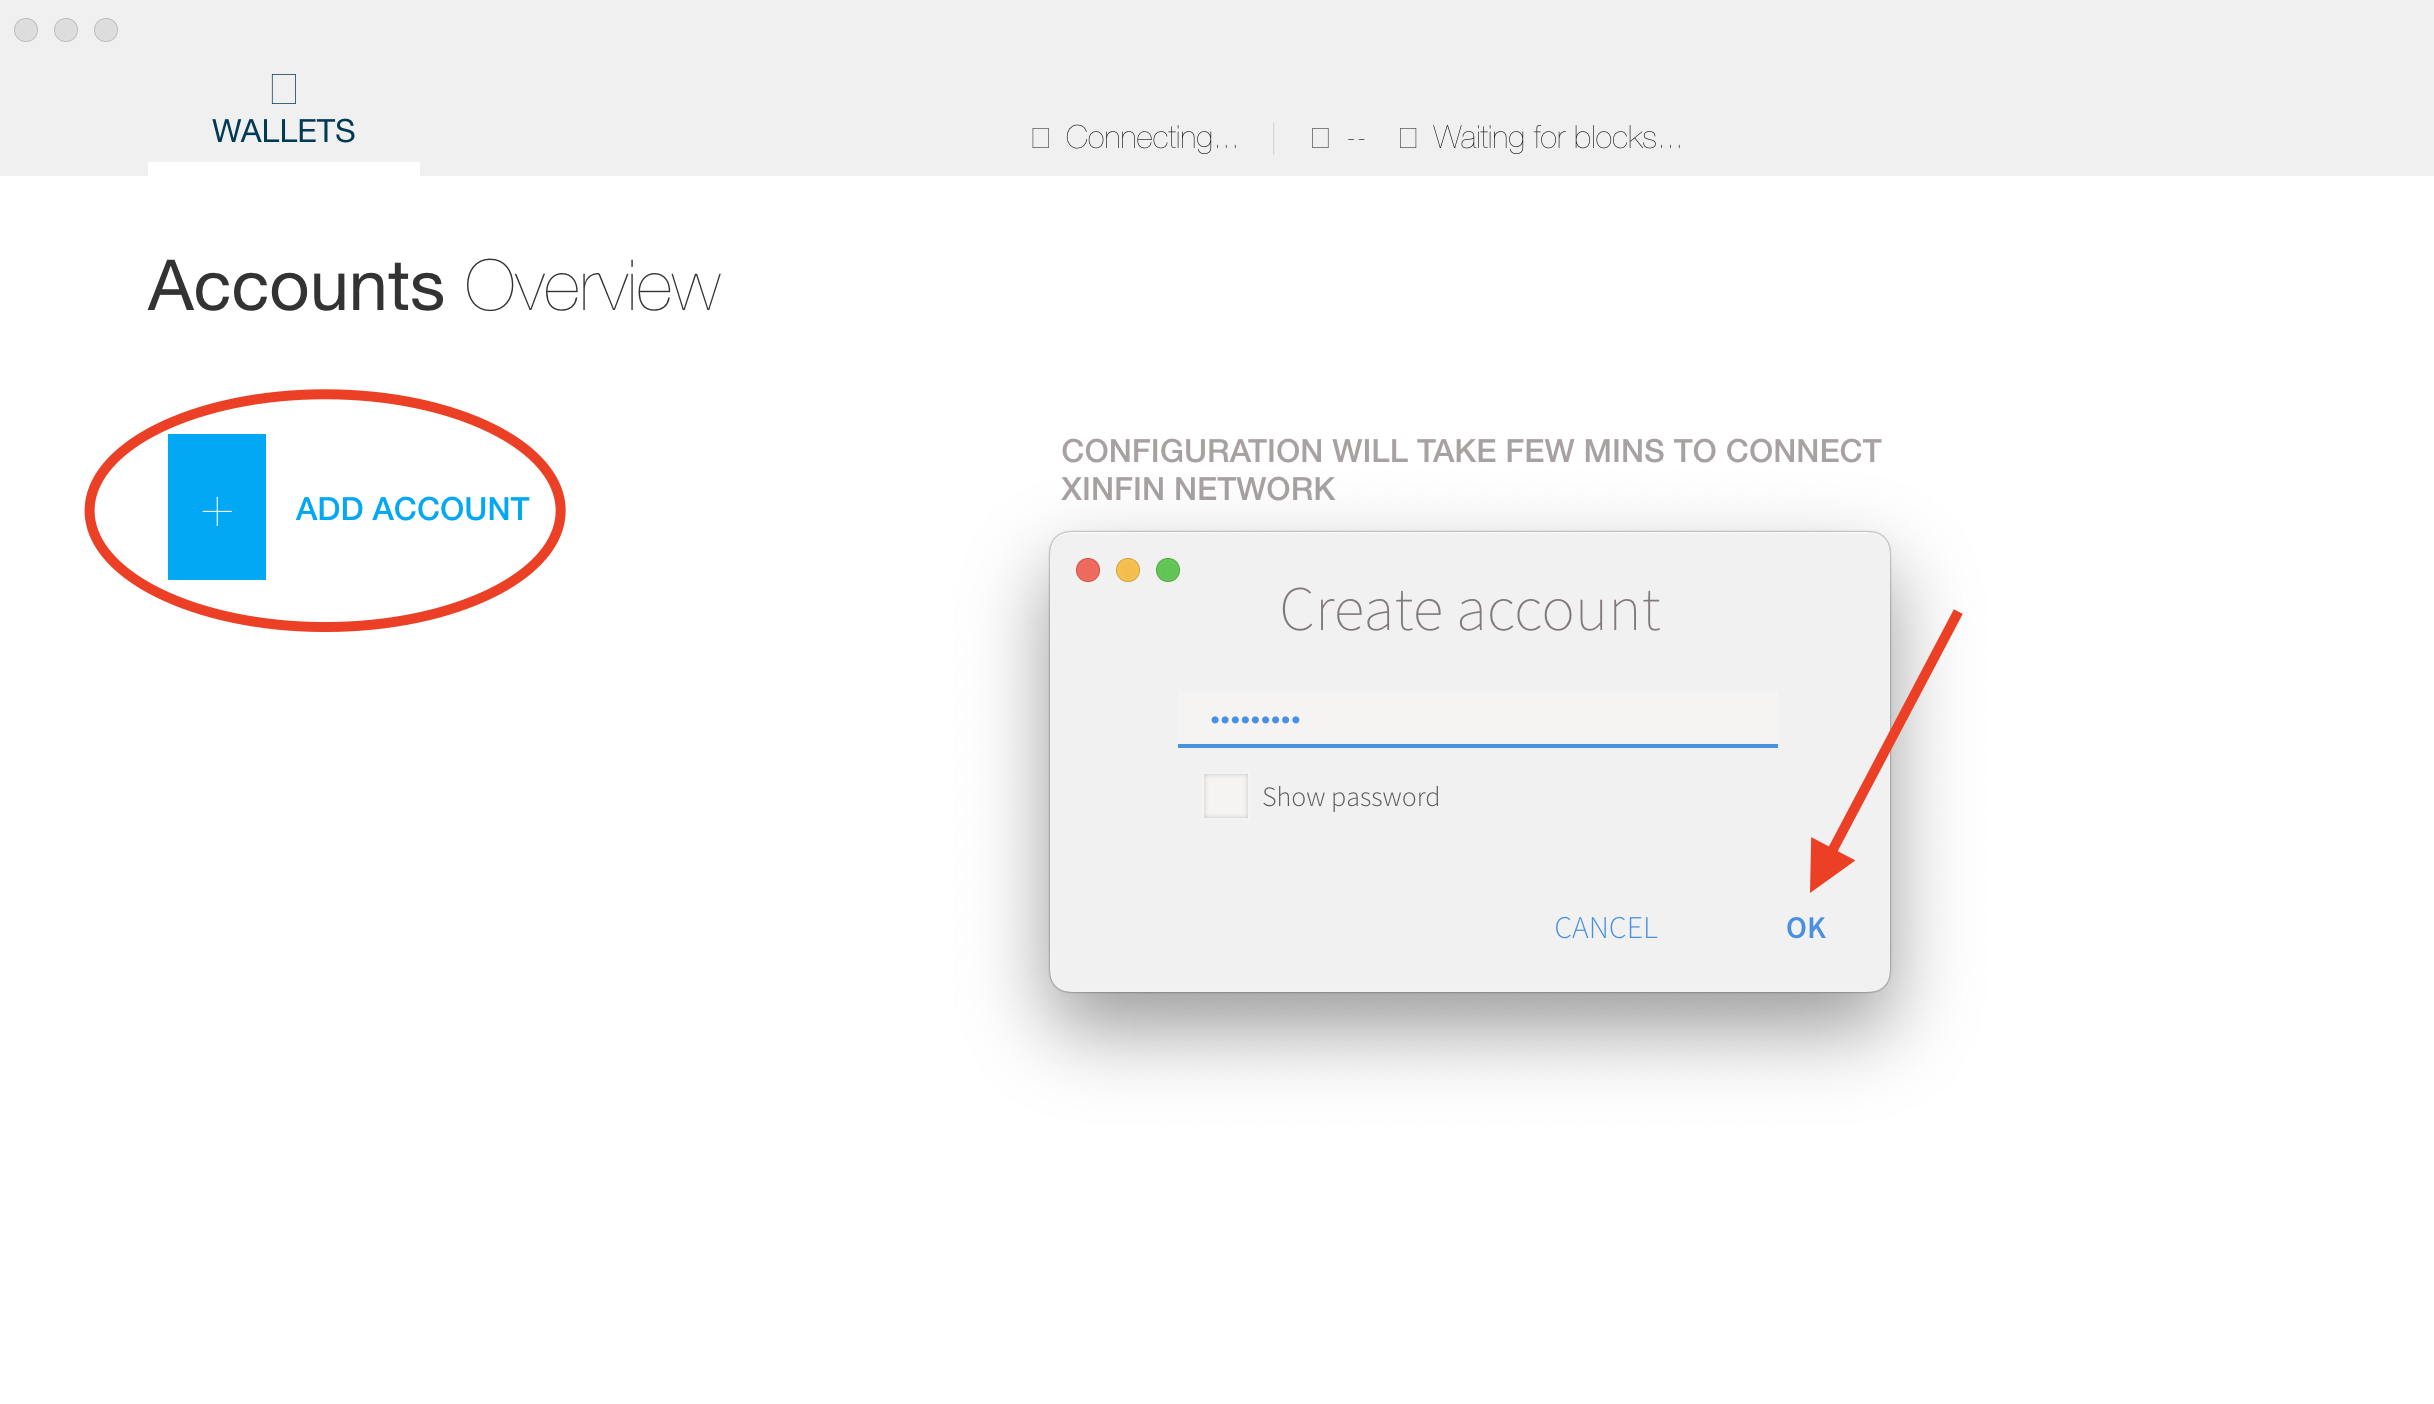 WALLETS
Connecting... -- Waiting for blocks...
Accounts Overview
ADD ACCOUNT
CONFIGURATION WILL TAKE FEW MINS TO CONNECT
XINFIN NETWORK
Create account
•••••••••
Show password
CANCEL OK